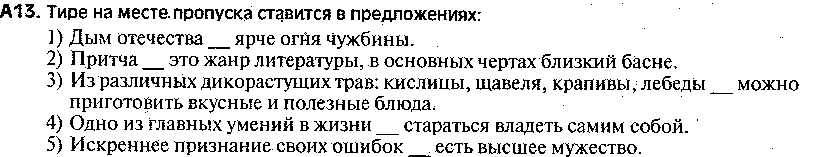 А13. Тире на месте пропуска ставится в предложениях:
1) Дым отечества __ ярче огня чужбины.
2) Притча __ это жанр литературы, в основных чертах близкий басне.
3) Из различных дикорастущих трав: кислицы, щавеля, крапивы, лебеды __ можно
приготовить вкусные и полезные блюда.
4) Одно из главных умений в жизни __ стараться владеть самим собой.
5) Искреннее признание своих ошибок __ есть высшее мужество.